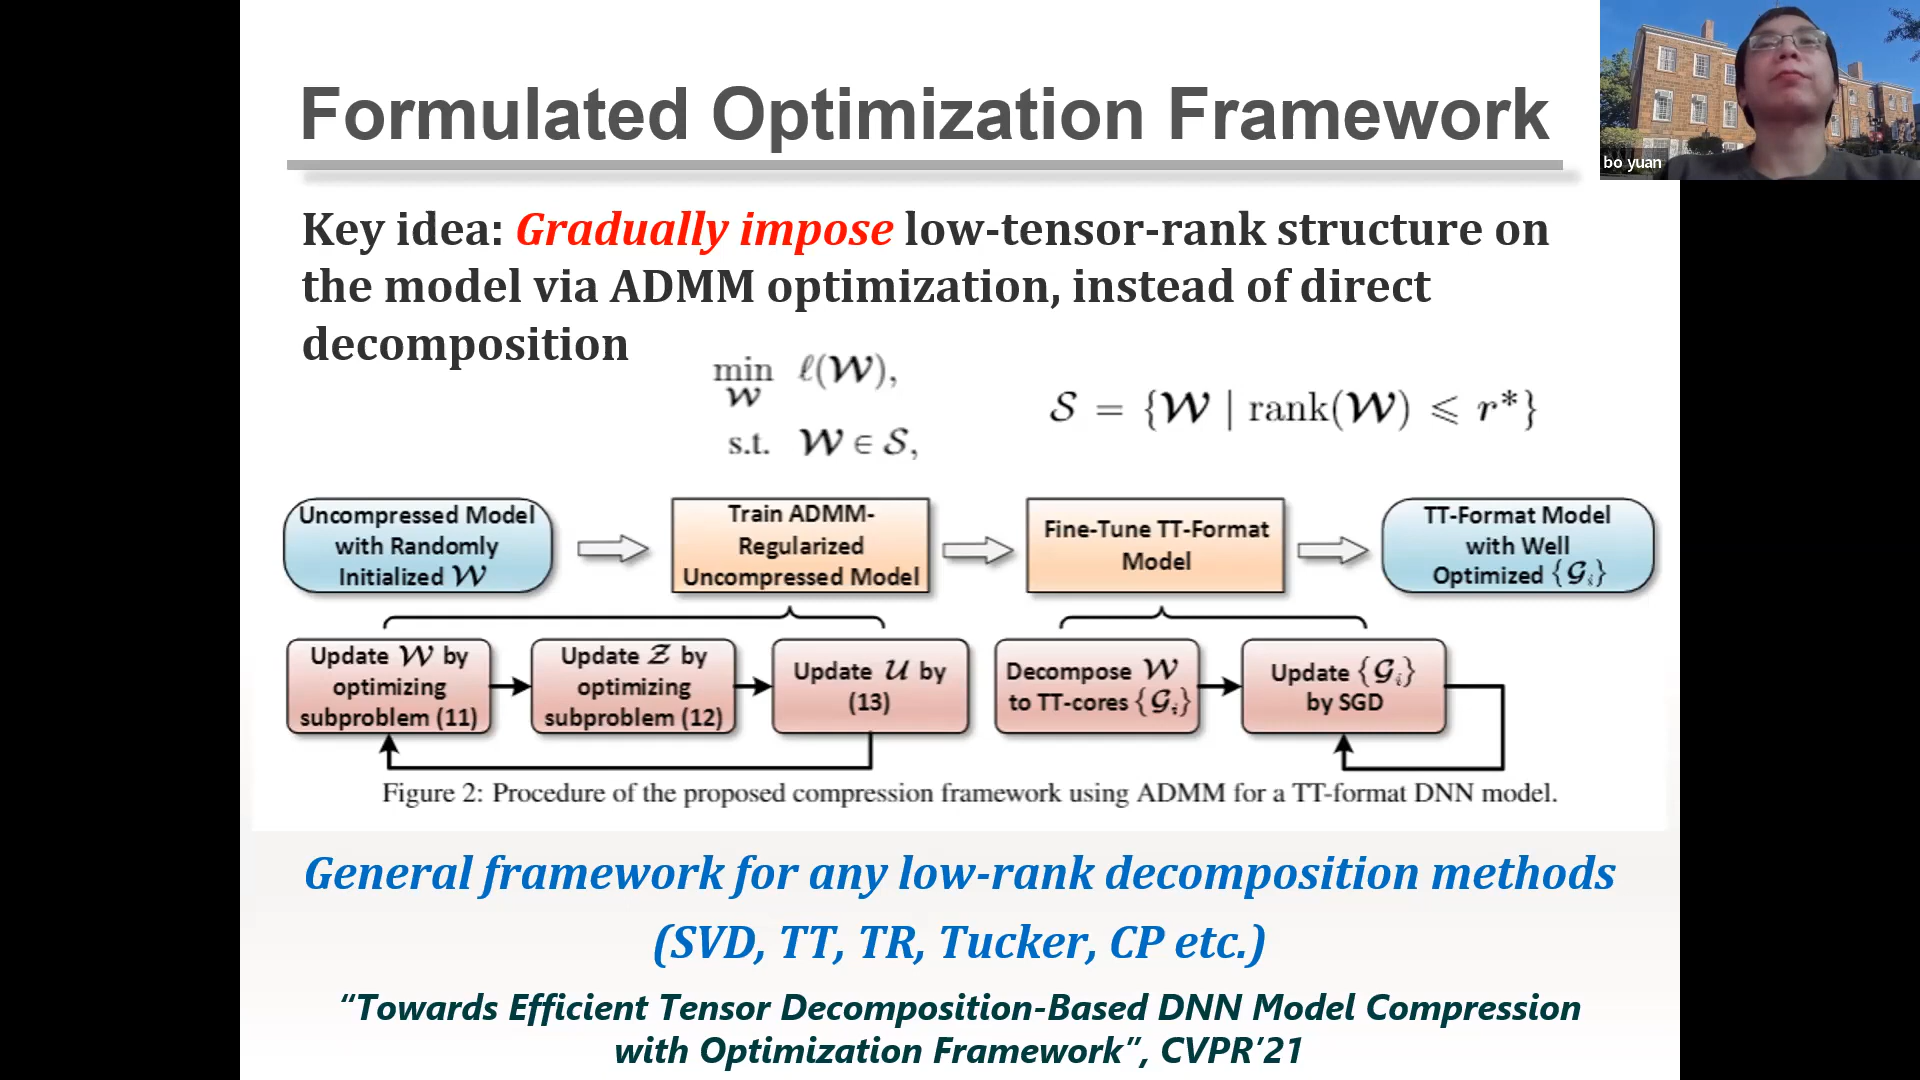 Formulated Optimization Framework
bo yuan
Key idea: Gradually impose low-tensor-rank structure on
the model via ADMM optimization, instead of direct
decomposition
min ℓ(𝓦),
𝓦
s.t. 𝓦 ∈ 𝒮,
𝒮 = {𝓦 | rank(𝓦) ⩽ r*}
Uncompressed Model
with Randomly
Initialized 𝓦
Train ADMM-
Regularized
Uncompressed Model
Fine-Tune TT-Format
Model
TT-Format Model
with Well
Optimized {𝓖ᵢ}
Update 𝓦 by
optimizing
subproblem (11)
Update 𝓩 by
optimizing
subproblem (12)
Update 𝓤 by
(13)
Decompose 𝓦
to TT-cores {𝓖ᵢ}
Update {𝓖ᵢ}
by SGD
Figure 2: Procedure of the proposed compression framework using ADMM for a TT-format DNN model.
General framework for any low-rank decomposition methods
(SVD, TT, TR, Tucker, CP etc.)
“Towards Efficient Tensor Decomposition-Based DNN Model Compression
with Optimization Framework”, CVPR’21